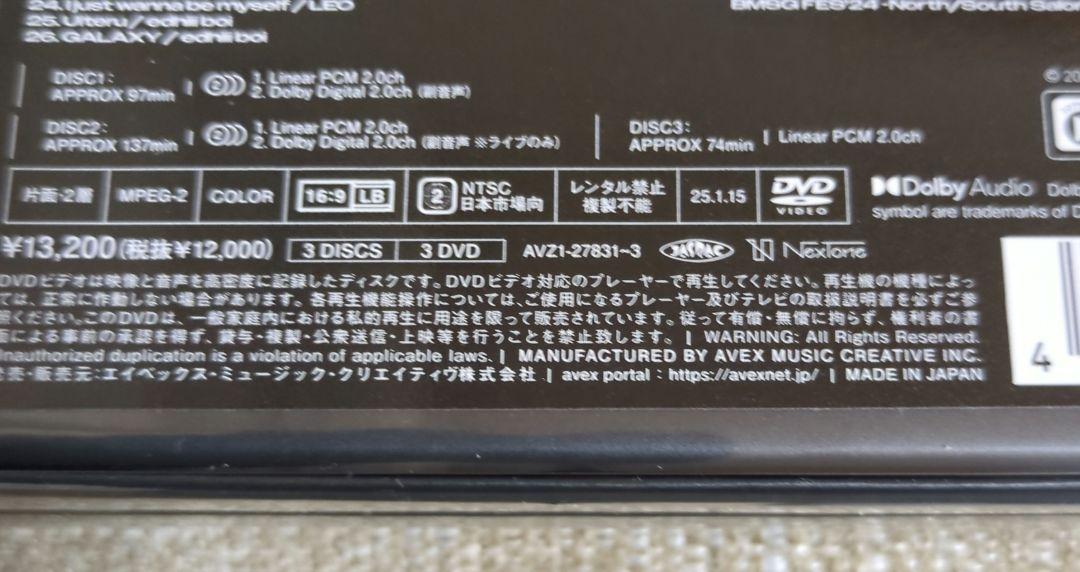 24. I just wanna be myself / LEO
25. UIteru / edhiii boi
26. GALAXY / edhiii boi
BMSG FES'24 -North/South
DISC1:
APPROX 97min
1. Linear PCM 2.0ch
2. Dolby Digital 2.0ch (副音声)
DISC2:
APPROX 137min
1. Linear PCM 2.0ch
2. Dolby Digital 2.0ch (副音声 ※ライブのみ)
DISC3:
APPROX 74min
Linear PCM 2.0ch
© 20
片面・2層
MPEG-2
COLOR
16:9 LB
2
NTSC
日本市場向
レンタル禁止
複製不能
25.1.15
DVD
VIDEO
Dolby Audio
symbol are trademarks of D
¥13,200(税抜¥12,000)
3 DISCS
3 DVD
AVZ1-27831~3
JASRAC
NexTone
DVDビデオは映像と音声を高密度に記録したディスクです。DVDビデオ対応のプレーヤーで再生してください。再生機の機種によっ
ては、正常に作動しない場合があります。各再生機能操作については、ご使用になるプレーヤー及びテレビの取扱説明書を必ずご参
照ください。このDVDは、一般家庭内における私的再生に用途を限って販売されています。従って有償・無償に拘らず、権利者の書
面による事前の承認を得ず、貸与・複製・公衆送信・上映等を行うことを禁止致します。 | WARNING: All Rights Reserved.
Unauthorized duplication is a violation of applicable laws. | MANUFACTURED BY AVEX MUSIC CREATIVE INC.
発売・販売元:エイベックス・ミュージック・クリエイティヴ株式会社 | avex portal : https://avexnet.jp/ | MADE IN JAPAN
4